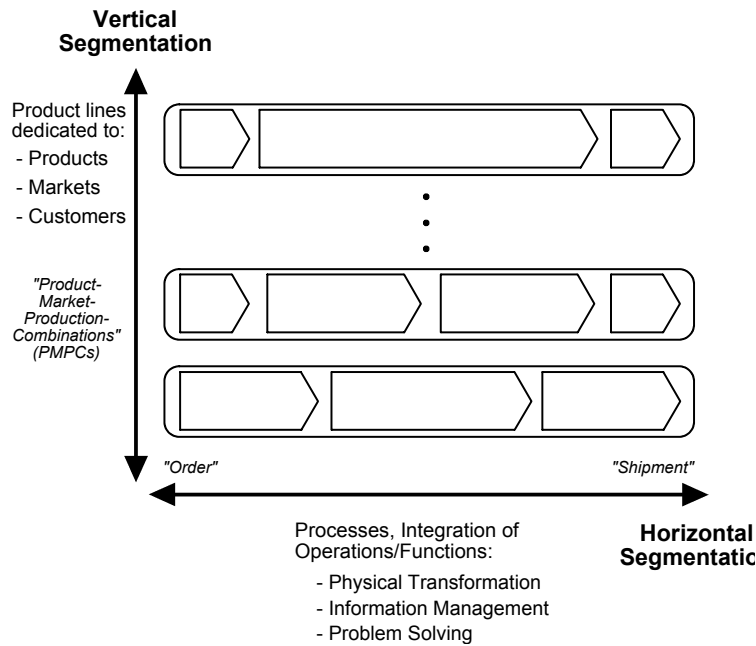 Vertical
Segmentation
Product lines
dedicated to:
- Products
- Markets
- Customers
"Product-
Market-
Production-
Combinations"
(PMPCs)
"Order"
"Shipment"
Processes, Integration of
Operations/Functions:
- Physical Transformation
- Information Management
- Problem Solving
Horizontal
Segmentatio